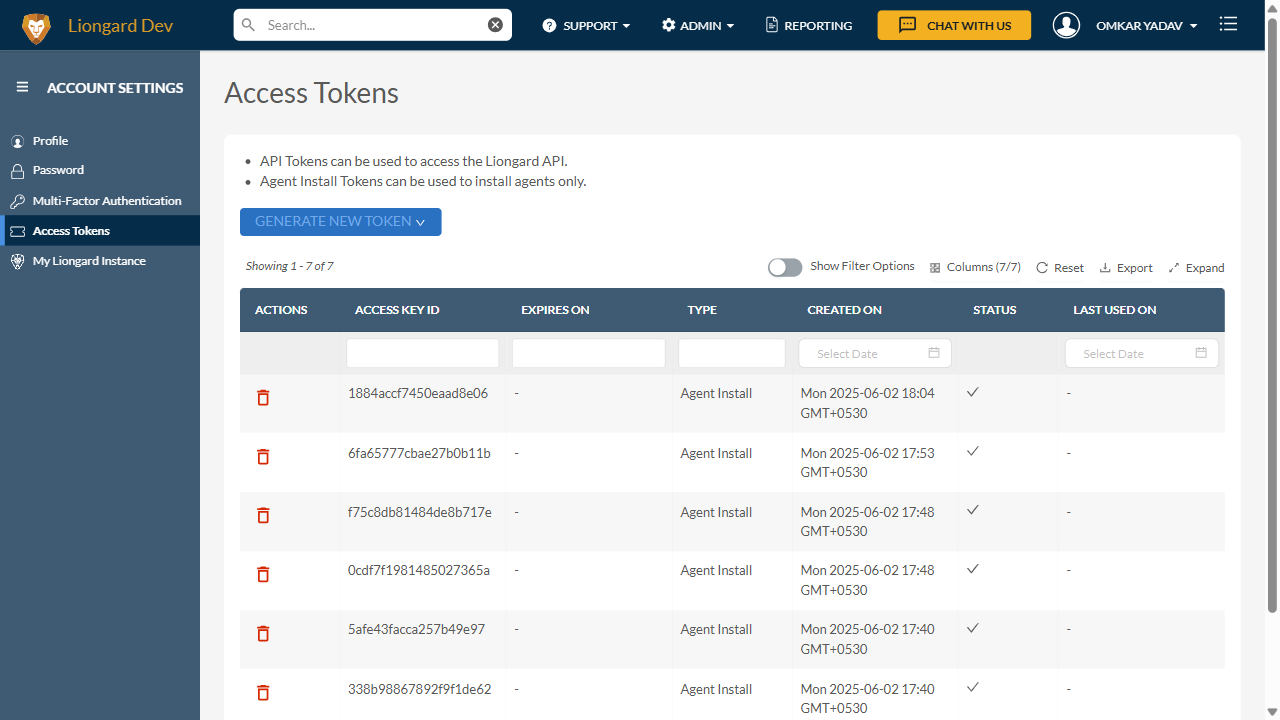 Liongard Dev
Search...
SUPPORT
ADMIN
REPORTING
CHAT WITH US
OMKAR YADAV
ACCOUNT SETTINGS
Profile
Password
Multi-Factor Authentication
Access Tokens
My Liongard Instance
Access Tokens
• API Tokens can be used to access the Liongard API.
• Agent Install Tokens can be used to install agents only.
GENERATE NEW TOKEN
Showing 1 - 7 of 7
Show Filter Options
Columns (7/7)
Reset
Export
Expand
ACTIONS ACCESS KEY ID EXPIRES ON TYPE CREATED ON STATUS LAST USED ON
Select Date Select Date
1884accf7450eaad8e06 - Agent Install Mon 2025-06-02 18:04 -
GMT+0530
6fa65777cbae27b0b11b - Agent Install Mon 2025-06-02 17:53 -
GMT+0530
f75c8db81484de8b717e - Agent Install Mon 2025-06-02 17:48 -
GMT+0530
0cdf7f1981485027365a - Agent Install Mon 2025-06-02 17:48 -
GMT+0530
5afe43facca257b49e97 - Agent Install Mon 2025-06-02 17:40 -
GMT+0530
338b98867892f9f1de62 - Agent Install Mon 2025-06-02 17:40 -
GMT+0530